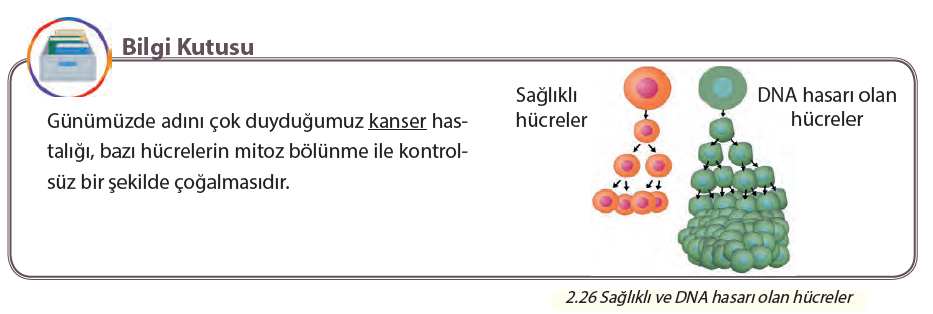 Bilgi Kutusu
Günümüzde adını çok duyduğumuz kanser has-
talığı, bazı hücrelerin mitoz bölünme ile kontrol-
süz bir şekilde çoğalmasıdır.
Sağlıklı
hücreler
DNA hasarı olan
hücreler
2.26 Sağlıklı ve DNA hasarı olan hücreler